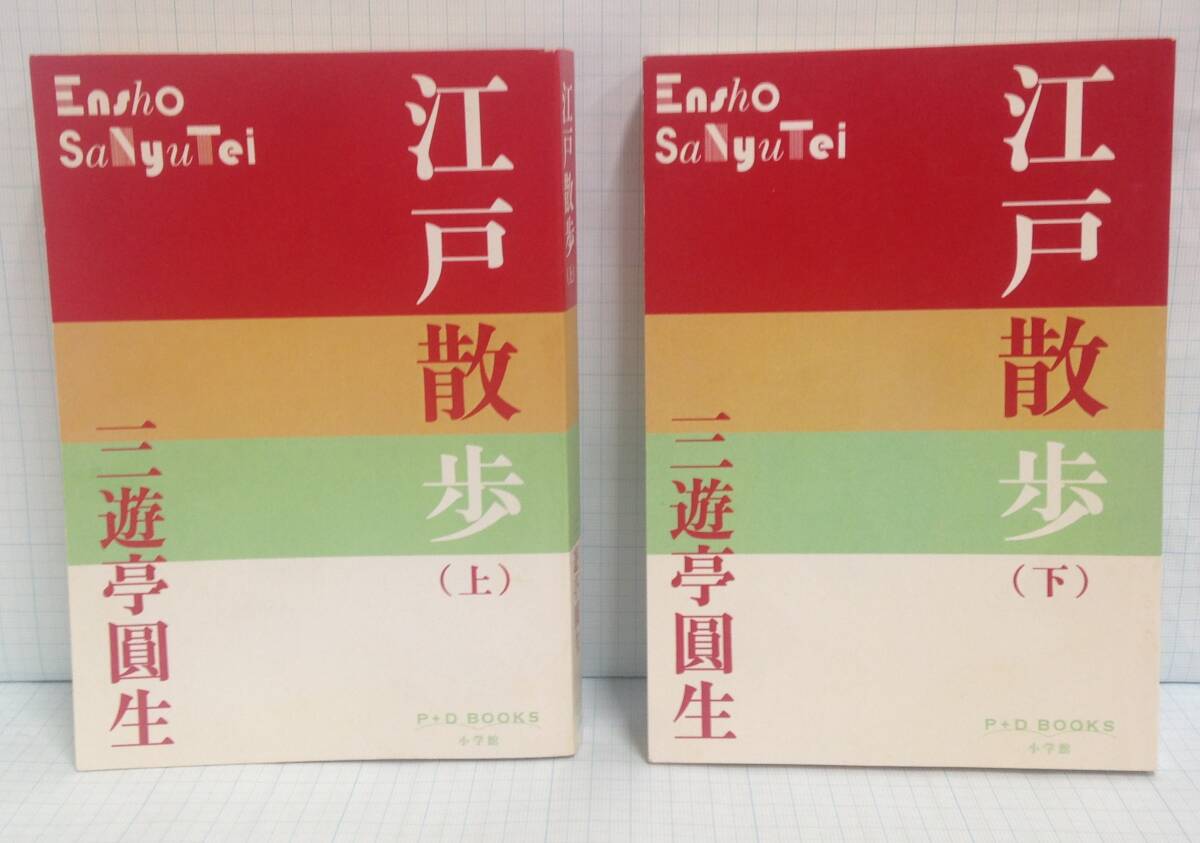 Ensho
SaNyuTei
江戸散歩
（上）
三遊亭圓生
P+D BOOKS
小学館
江戸散歩 （上）
Ensho
SaNyuTei
江戸散歩
（下）
三遊亭圓生
P+D BOOKS
小学館